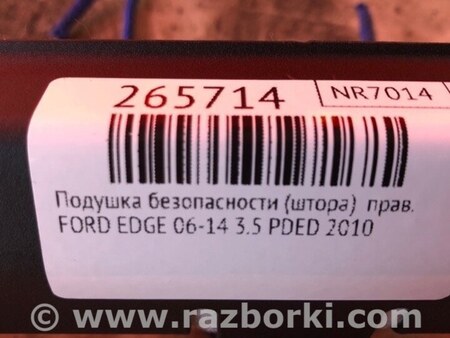 265714
NR7014
Подушка безопасности (штора) прав.
FORD EDGE 06-14 3.5 PDED 2010
© www.razborki.com